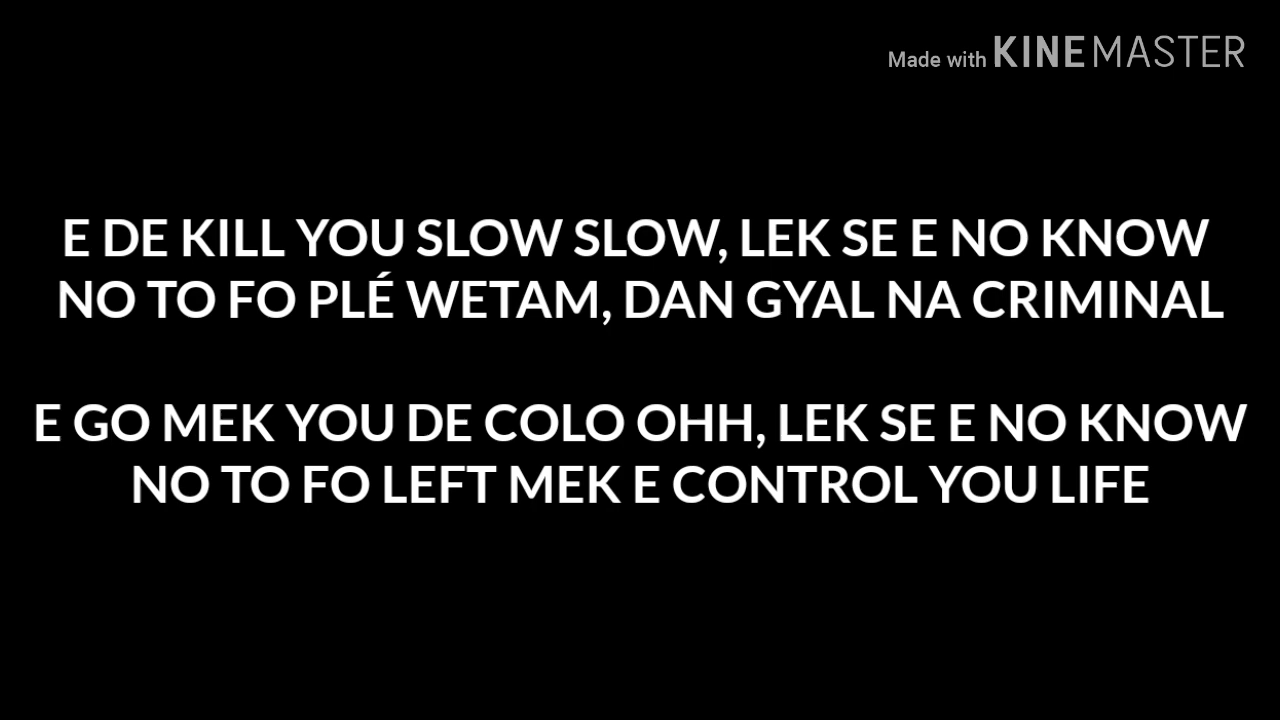 Made with KINEMASTER
E DE KILL YOU SLOW SLOW, LEK SE E NO KNOW
NO TO FO PLÉ WETAM, DAN GYAL NA CRIMINAL
E GO MEK YOU DE COLO OHH, LEK SE E NO KNOW
NO TO FO LEFT MEK E CONTROL YOU LIFE